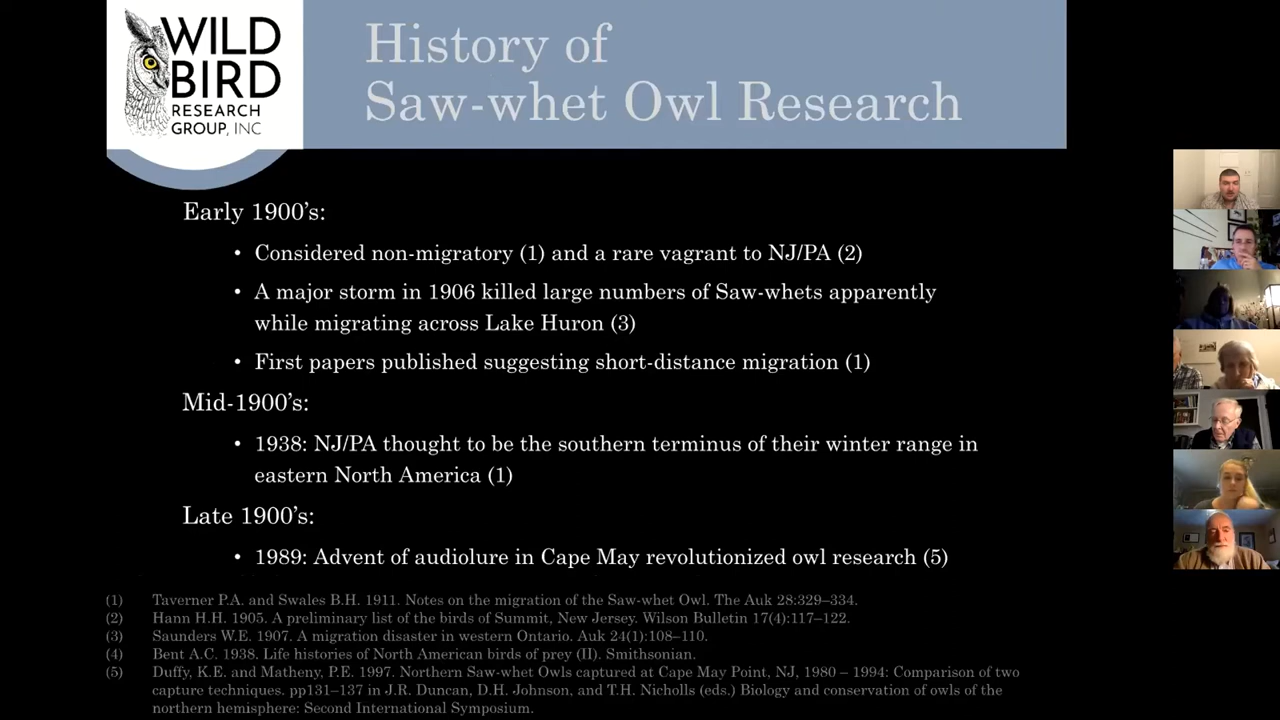 WILD
BIRD
RESEARCH
GROUP, INC
History of
Saw-whet Owl Research
Early 1900's:
• Considered non-migratory (1) and a rare vagrant to NJ/PA (2)
• A major storm in 1906 killed large numbers of Saw-whets apparently
while migrating across Lake Huron (3)
• First papers published suggesting short-distance migration (1)
Mid-1900's:
• 1938: NJ/PA thought to be the southern terminus of their winter range in
eastern North America (1)
Late 1900's:
• 1989: Advent of audiolure in Cape May revolutionized owl research (5)
(1) Taverner P.A. and Swales B.H. 1911. Notes on the migration of the Saw-whet Owl. The Auk 28:329–334.
(2) Hann H.H. 1905. A preliminary list of the birds of Summit, New Jersey. Wilson Bulletin 17(4):117–122.
(3) Saunders W.E. 1907. A migration disaster in western Ontario. Auk 24(1):108–110.
(4) Bent A.C. 1938. Life histories of North American birds of prey (II). Smithsonian.
(5) Duffy, K.E. and Matheny, P.E. 1997. Northern Saw-whet Owls captured at Cape May Point, NJ, 1980 – 1994: Comparison of two
capture techniques. pp131–137 in J.R. Duncan, D.H. Johnson, and T.H. Nicholls (eds.) Biology and conservation of owls of the
northern hemisphere: Second International Symposium.